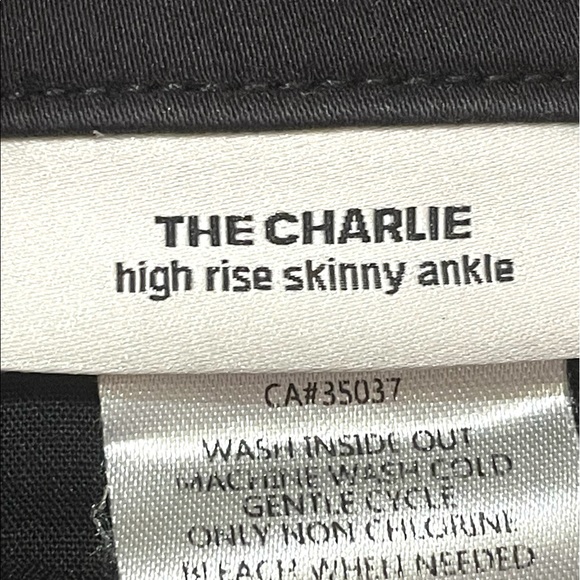 THE CHARLIE
high rise skinny ankle
CA#35037
WASH INSIDE OUT
MACHINE WASH COLD
GENTLE CYCLE
ONLY NON CHLORINE
BLEACH WHEN NEEDED